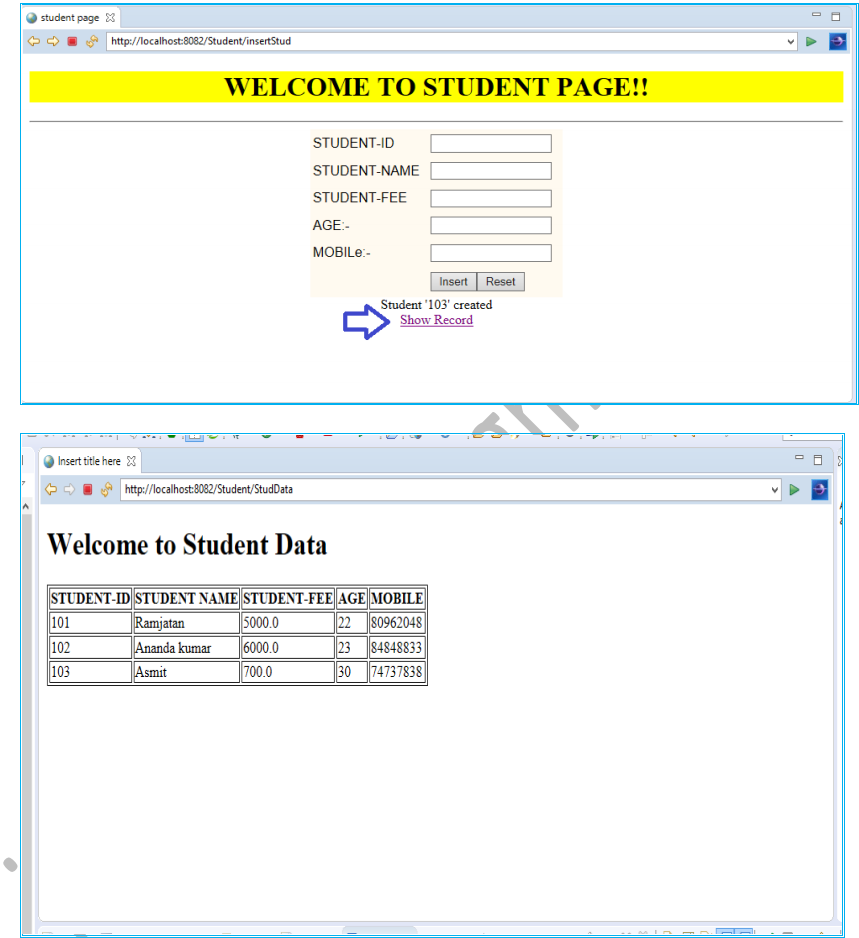 student page
http://localhost:8082/Student/insertStud
WELCOME TO STUDENT PAGE!!
STUDENT-ID
STUDENT-NAME
STUDENT-FEE
AGE:-
MOBILe:-
Insert Reset
Student '103' created
Show Record
Insert title here
http://localhost:8082/Student/StudData
Welcome to Student Data
STUDENT-ID STUDENT NAME STUDENT-FEE AGE MOBILE
101 Ramjatan 5000.0 22 80962048
102 Ananda kumar 6000.0 23 84848833
103 Asmit 700.0 30 74737838